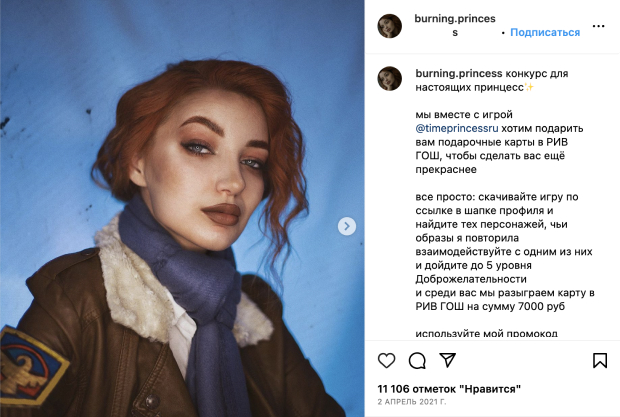 burning.princes
s
• Подписаться
burning.princess конкурс для
настоящих принцесс✨
мы вместе с игрой
@timeprincessru хотим подарить
вам подарочные карты в РИВ
ГОШ, чтобы сделать вас ещё
прекраснее
все просто: скачивайте игру по
ссылке в шапке профиля и
найдите тех персонажей, чьи
образы я повторила
взаимодействуйте с одним из них
и дойдите до 5 уровня
Доброжелательности
и среди вас мы разыграем карту в
РИВ ГОШ на сумму 7000 руб
используйте мой промокод
11 106 отметок "Нравится"
2 АПРЕЛЬ 2021 Г.